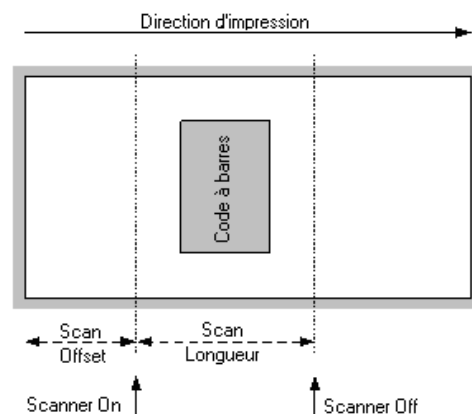 Direction d'impression
Code à barres
Scan
Offset
Scan
Longueur
Scanner On
Scanner Off